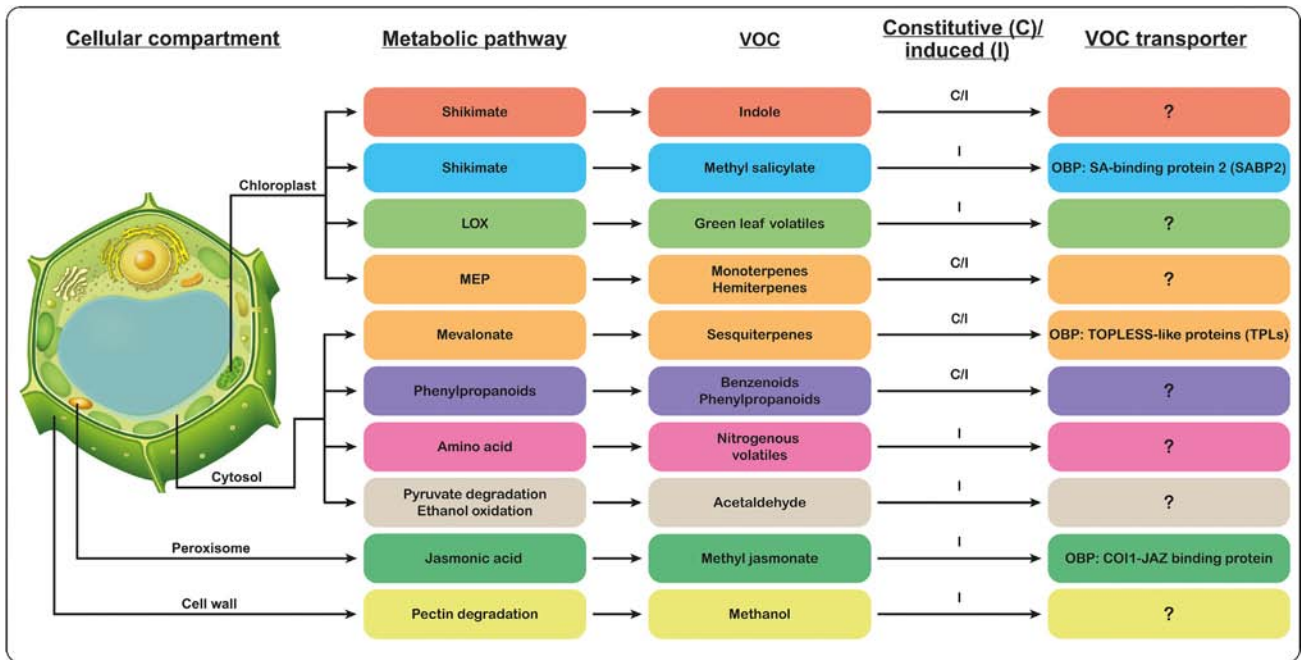 Cellular compartment
Metabolic pathway
VOC
Constitutive (C)/
induced (I)
VOC transporter
Chloroplast
Shikimate
Indole
C/I
?
Shikimate
Methyl salicylate
I
OBP: SA-binding protein 2 (SABP2)
LOX
Green leaf volatiles
I
?
MEP
Monoterpenes
Hemiterpenes
C/I
?
Cytosol
Mevalonate
Sesquiterpenes
C/I
OBP: TOPLESS-like proteins (TPLs)
Phenylpropanoids
Benzenoids
Phenylpropanoids
C/I
?
Amino acid
Nitrogenous
volatiles
I
?
Pyruvate degradation
Ethanol oxidation
Acetaldehyde
I
?
Peroxisome
Jasmonic acid
Methyl jasmonate
I
OBP: COI1-JAZ binding protein
Cell wall
Pectin degradation
Methanol
I
?